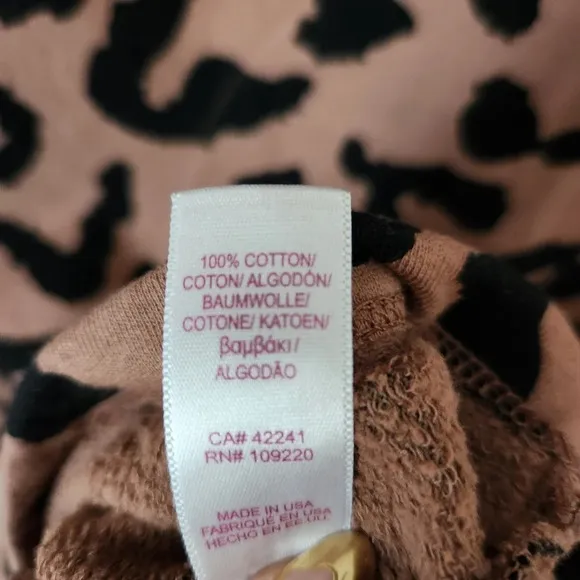 100% COTTON/
COTON/ ALGODÓN/
BAUMWOLLE/
COTONE/ KATOEN/
βαμβάκι/
ALGODÃO
CA# 42241
RN# 109220
MADE IN USA
FABRIQUÉ EN USA
HECHO EN EE.UU.